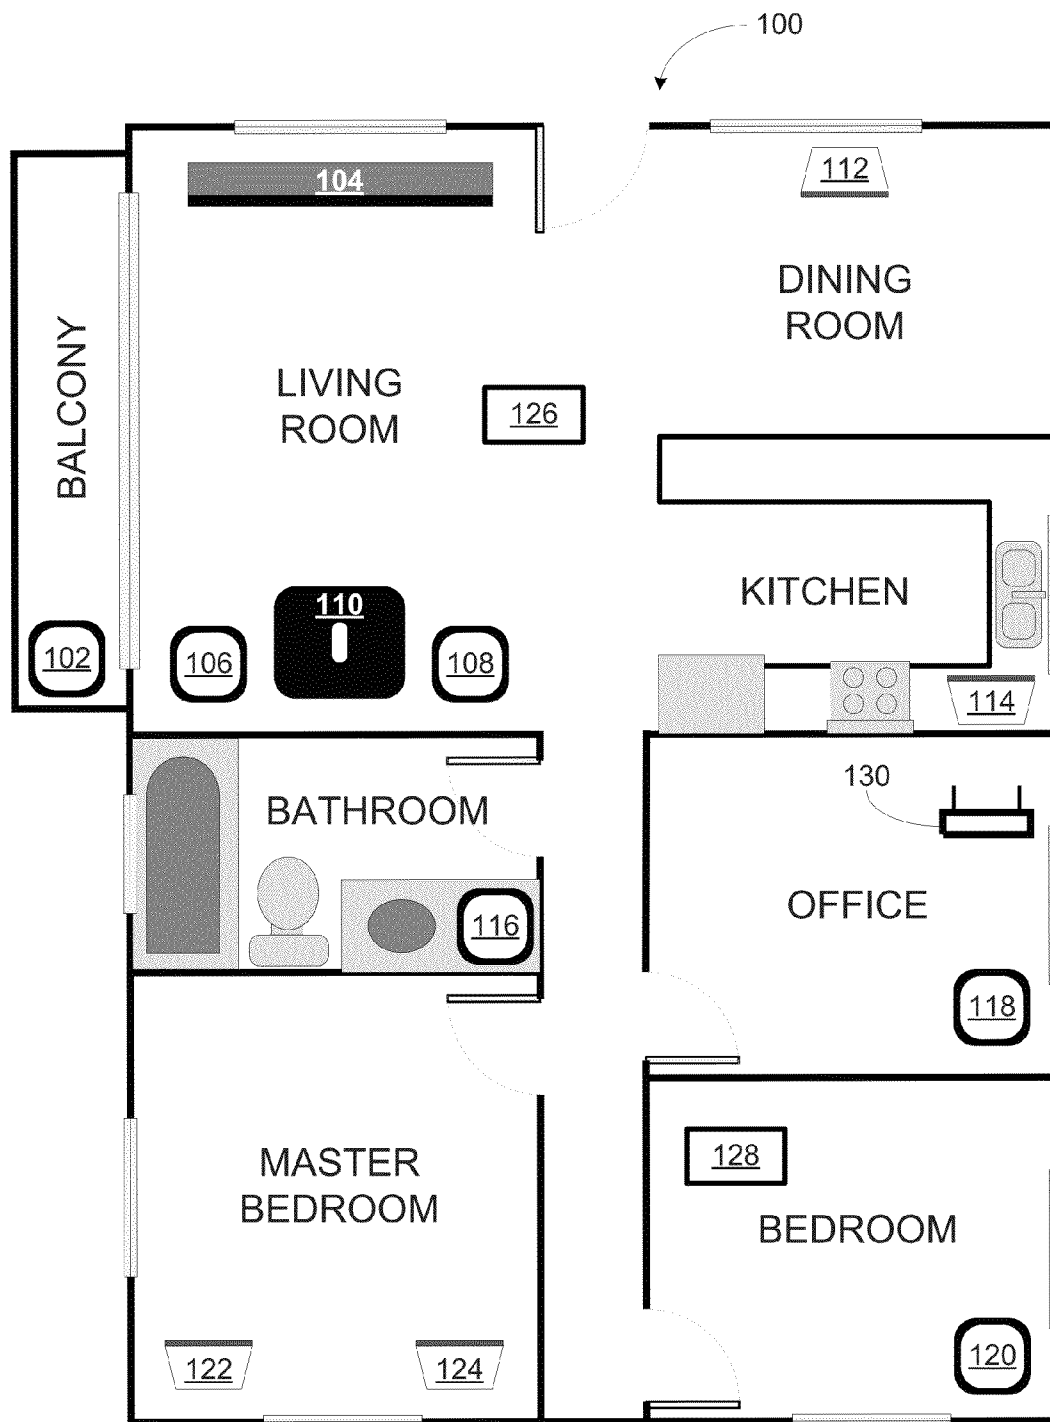 100
104
112
DINING
ROOM
BALCONY
LIVING
ROOM
126
KITCHEN
110
102
106
108
114
130
BATHROOM
OFFICE
116
118
128
MASTER
BEDROOM
BEDROOM
120
122
124